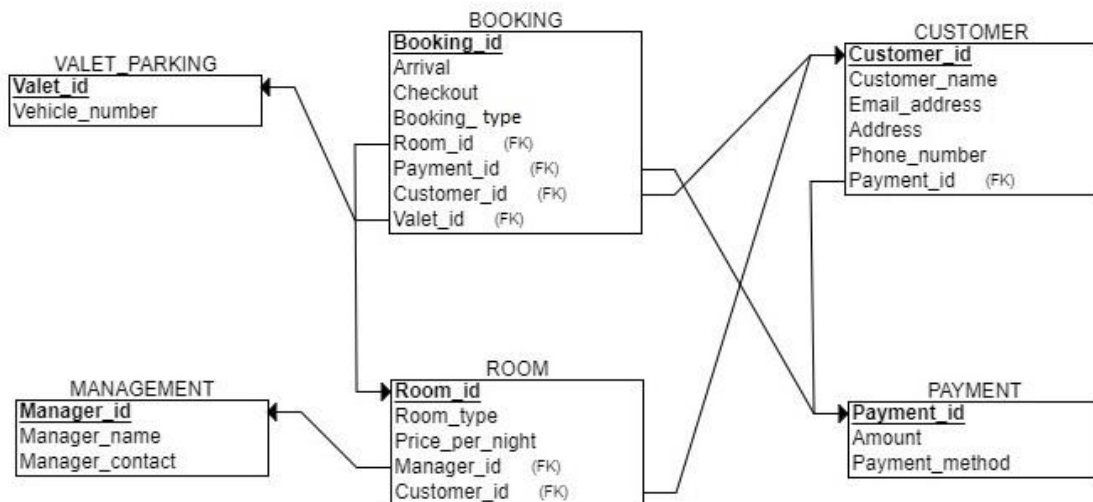 BOOKING
Booking_id
Arrival
Checkout
Booking_ type
Room_id (FK)
Payment_id (FK)
Customer_id (FK)
Valet_id (FK)
VALET_PARKING
Valet_id
Vehicle_number
CUSTOMER
Customer_id
Customer_name
Email_address
Address
Phone_number
Payment_id (FK)
MANAGEMENT
Manager_id
Manager_name
Manager_contact
ROOM
Room_id
Room_type
Price_per_night
Manager_id (FK)
Customer_id (FK)
PAYMENT
Payment_id
Amount
Payment_method